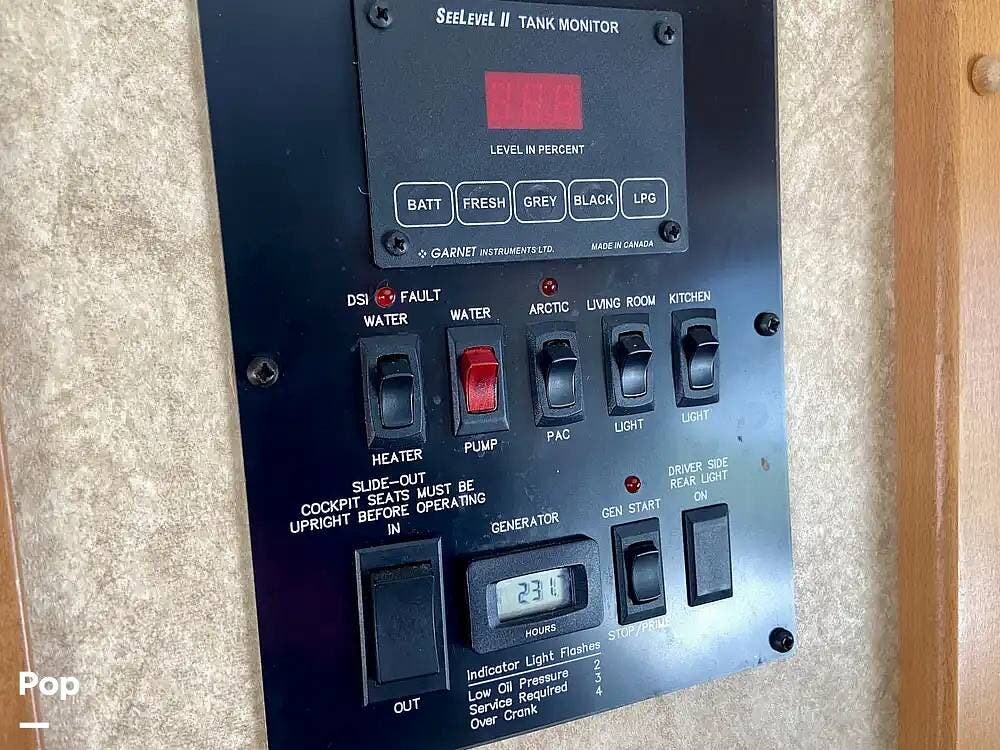 SEELEVEL II TANK MONITOR
LEVEL IN PERCENT
BATT FRESH GREY BLACK LPG
GARNET INSTRUMENTS LTD. MADE IN CANADA
DSI FAULT
WATER
HEATER
WATER
PUMP
ARCTIC
PAC
LIVING ROOM
LIGHT
KITCHEN
LIGHT
SLIDE-OUT
COCKPIT SEATS MUST BE
UPRIGHT BEFORE OPERATING
IN
OUT
GENERATOR
231
HOURS
Indicator Light Flashes
Low Oil Pressure 2
Service Required 3
Over Crank 4
GEN START
STOP/PRIME
DRIVER SIDE
REAR LIGHT
ON
Pop